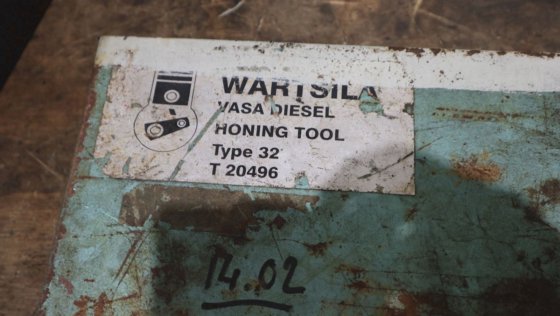 WARTSILA
VASA DIESEL
HONING TOOL
Type 32
T 20496
14.02